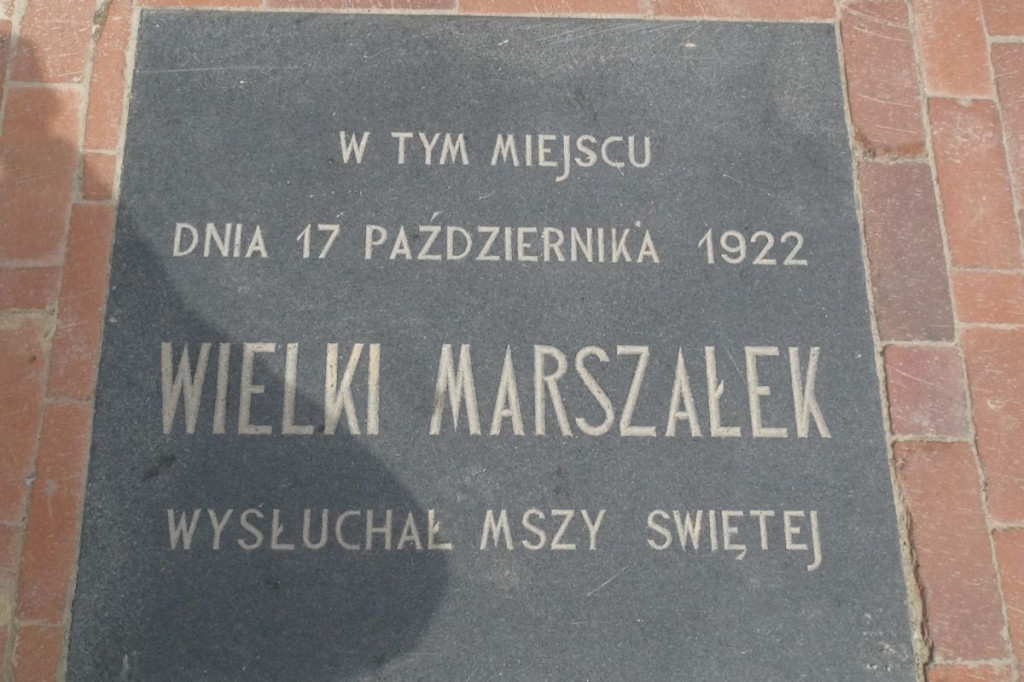 W TYM MIEJSCU
DNIA 17 PAŹDZIERNIKA 1922
WIELKI MARSZAŁEK
WYSŁUCHAŁ MSZY SWIĘTEJ